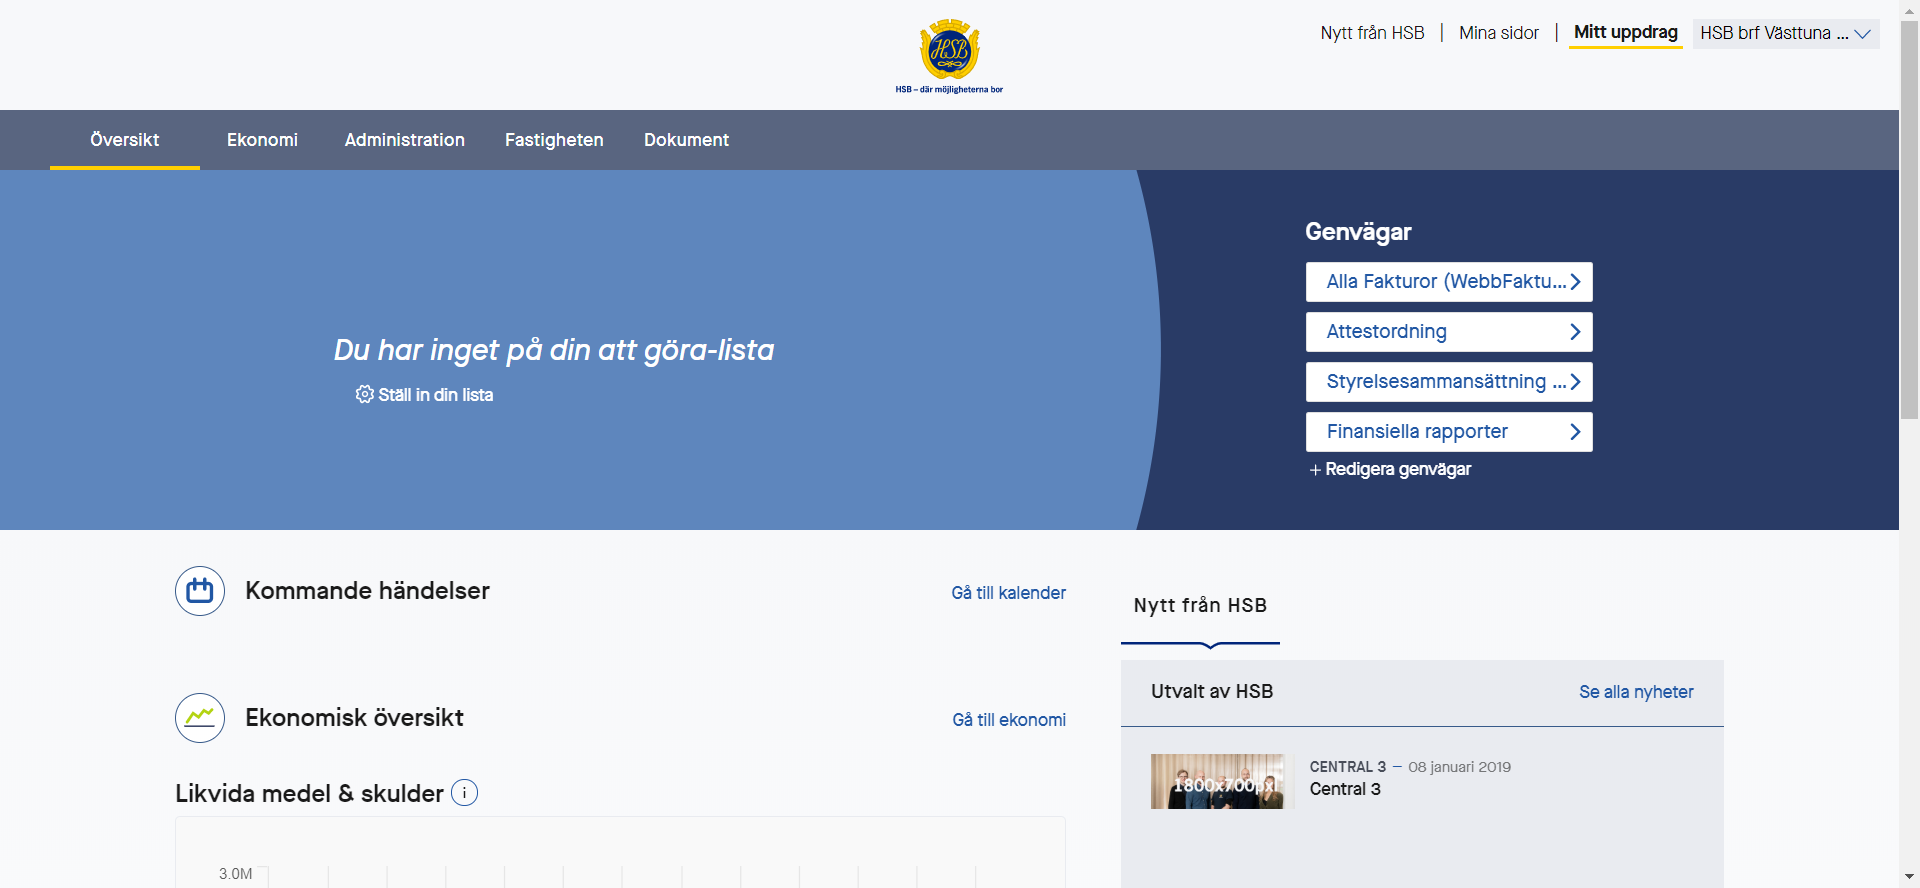 HSB
HSB – där möjligheterna bor
Nytt från HSB
Mina sidor
Mitt uppdrag
HSB brf Västtuna ...
Översikt
Ekonomi
Administration
Fastigheten
Dokument
Du har inget på din att göra-lista
Ställ in din lista
Genvägar
Alla Fakturor (WebbFaktu...
Attestordning
Styrelsesammansättning ...
Finansiella rapporter
+ Redigera genvägar
Kommande händelser
Gå till kalender
Ekonomisk översikt
Gå till ekonomi
Likvida medel & skulder i
3.0M
Nytt från HSB
Utvalt av HSB
Se alla nyheter
1800x700pxl
CENTRAL 3 – 08 januari 2019
Central 3